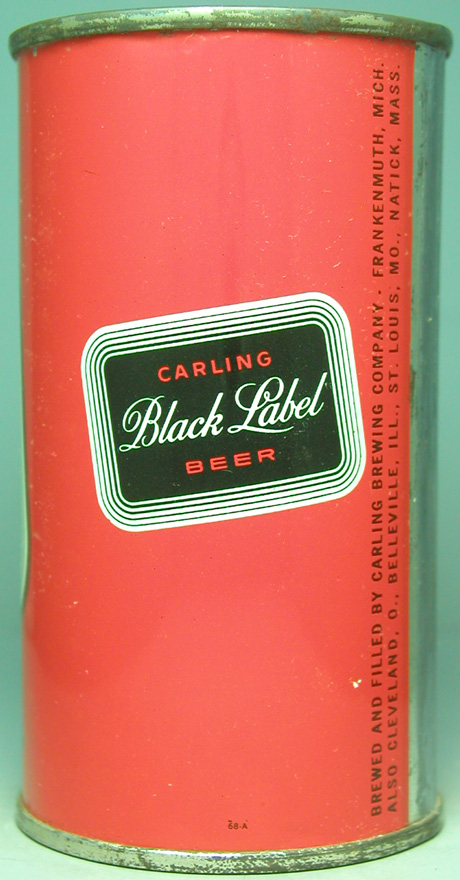 CARLING
Black Label
BEER
BREWED AND FILLED BY CARLING BREWING COMPANY. FRANKENMUTH, MICH.
ALSO CLEVELAND, O., BELLEVILLE, ILL., ST. LOUIS, MO., NATICK, MASS.
68-A